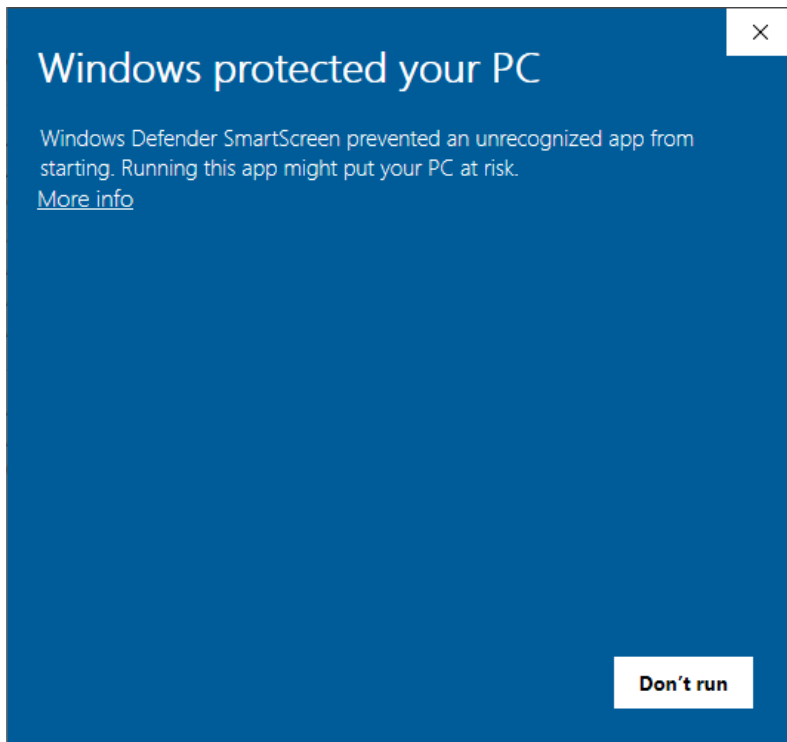 Windows protected your PC
Windows Defender SmartScreen prevented an unrecognized app from
starting. Running this app might put your PC at risk.
More info
Don’t run